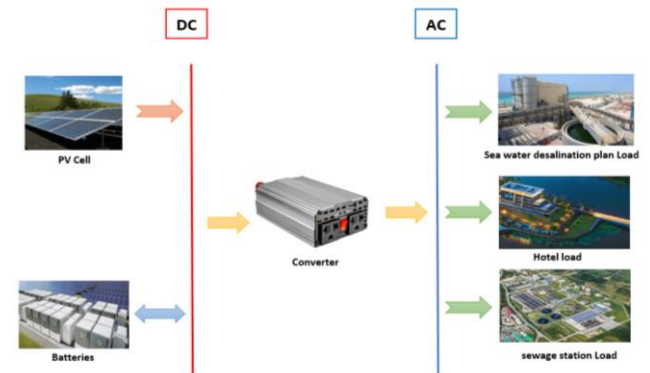 DC
AC
PV Cell
Sea water desalination plan Load
Converter
Hotel load
Batteries
sewage station Load